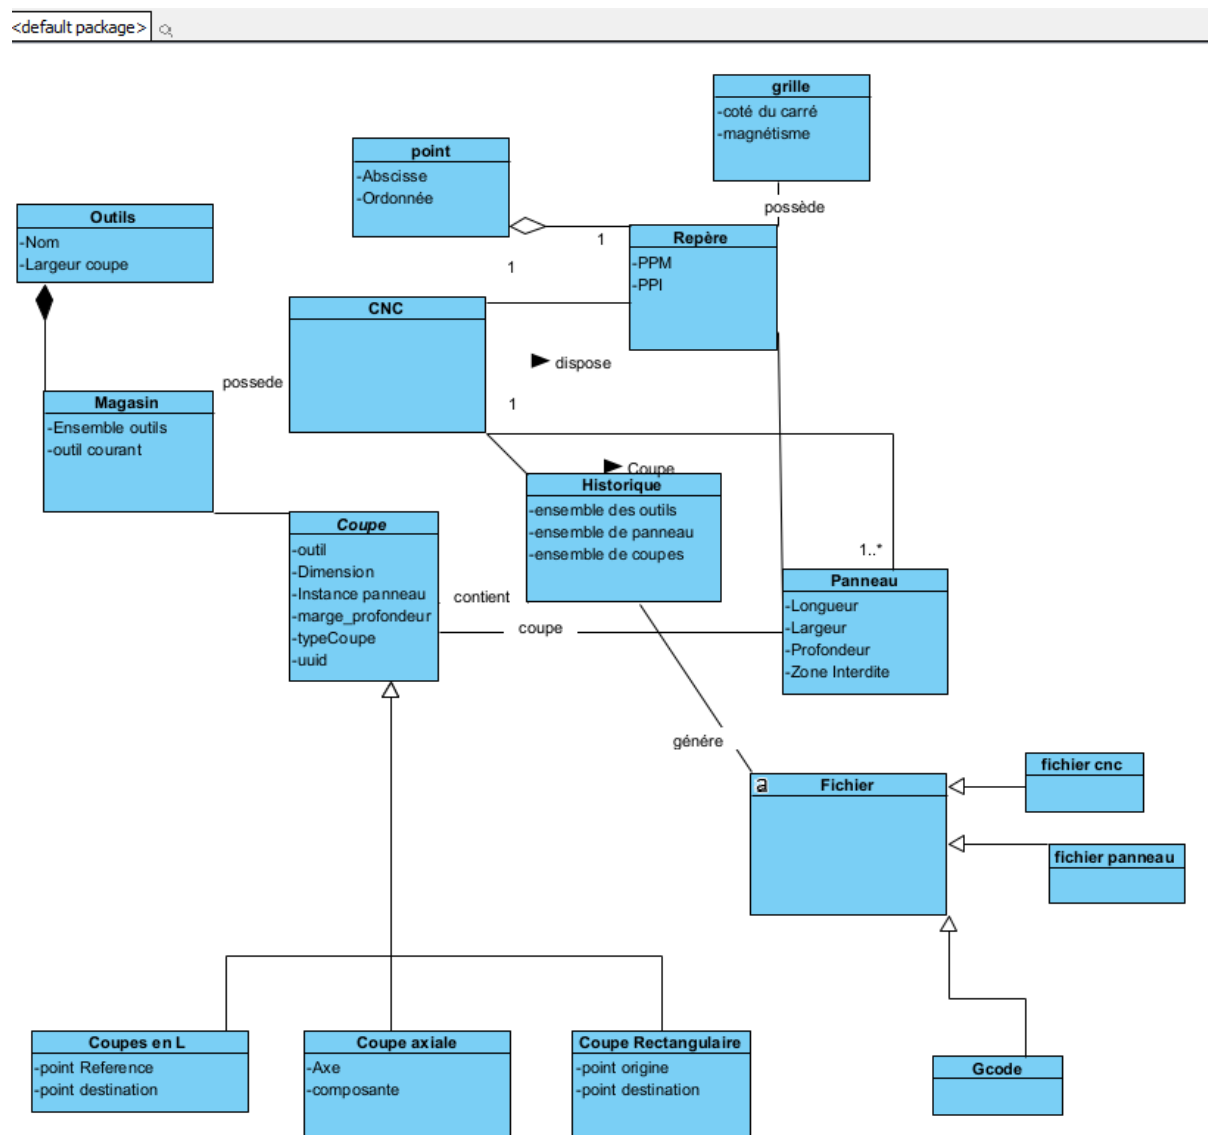 <default package>
grille
-coté du carré
-magnétisme
point
-Abscisse
-Ordonnée
possède
Outils
-Nom
-Largeur coupe
1
Repère
-PPM
-PPI
1
CNC
dispose
possede
Magasin
-Ensemble outils
-outil courant
1
Coupe
Historique
-ensemble des outils
-ensemble de panneau
-ensemble de coupes
Coupe
-outil
-Dimension
-Instance panneau
-marge_profondeur
-typeCoupe
-uuid
1..*
contient
coupe
Panneau
-Longueur
-Largeur
-Profondeur
-Zone Interdite
génére
a
Fichier
fichier cnc
fichier panneau
Coupes en L
-point Reference
-point destination
Coupe axiale
-Axe
-composante
Coupe Rectangulaire
-point origine
-point destination
Gcode